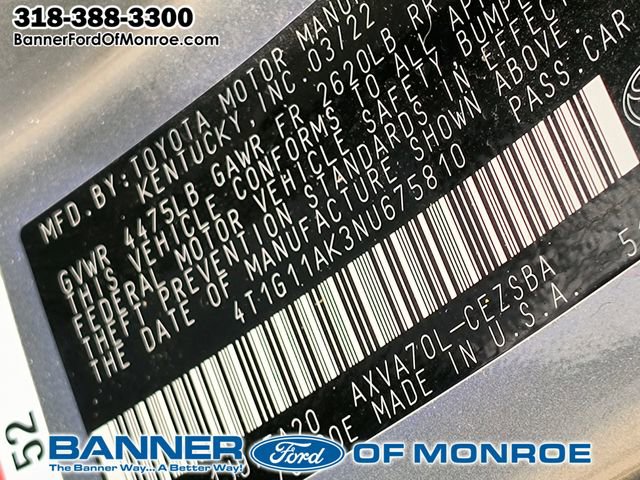 318-388-3300
BannerFordOfMonroe.com
MFD. BY: TOYOTA MOTOR MANU
KENTUCKY, INC. 03/22
GVWR 4475LB GAWR FR 2620LB RR
THIS VEHICLE CONFORMS TO ALL AP
FEDERAL MOTOR VEHICLE SAFETY, BUMPE
THEFT PREVENTION STANDARDS IN EFFECT
THE DATE OF MANUFACTURE SHOWN ABOVE.
4T1G11AK3NU675810 PASS.CAR
A20 AXVA70L-CEZSBA
0E MADE IN U.S.A.
52
BANNER Ford OF MONROE
The Banner Way... A Better Way!